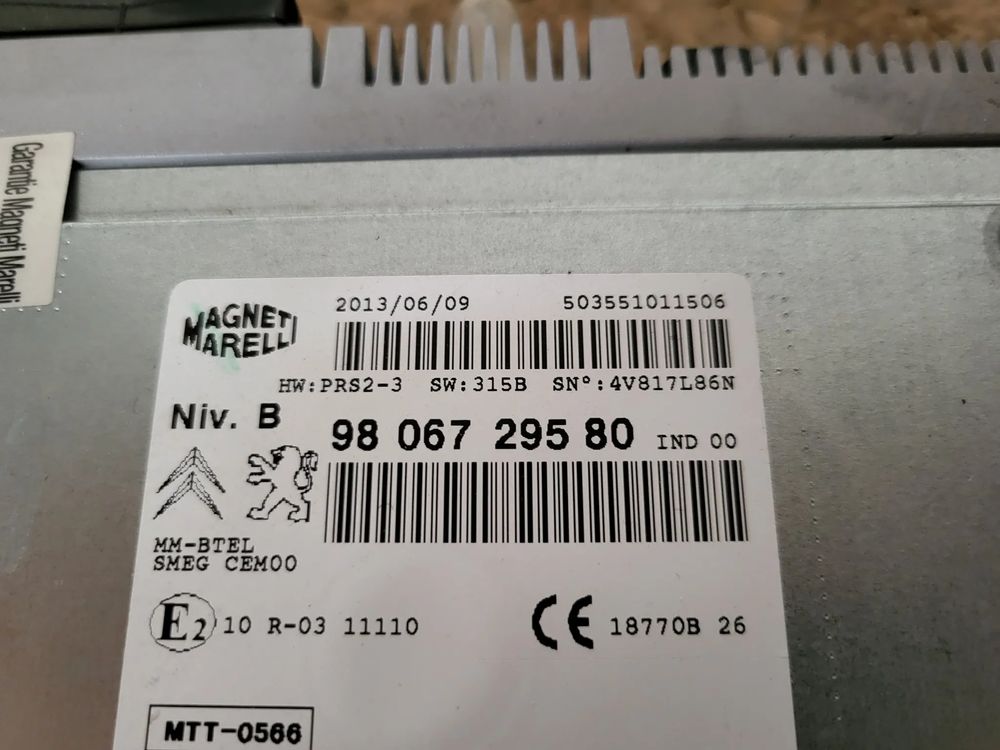 Garantie Magneti Marelli
MAGNETI
MARELLI
2013/06/09 503551011506
HW:PRS2-3 SW:315B SN°:4V817L86N
Niv. B
98 067 295 80 IND 00
MM-BTEL
SMEG CEM00
E2 10 R-03 11110
CE 18770B 26
MTT-0566